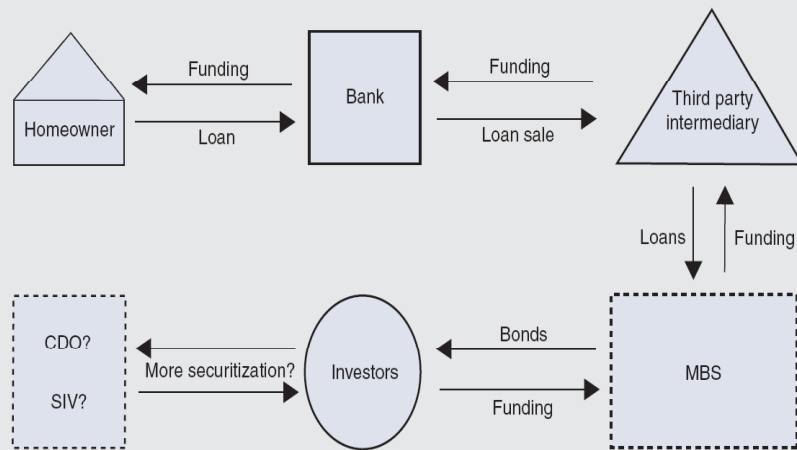 Funding
Funding
Bank
Third party
intermediary
Homeowner
Loan
Loan sale
Loans
Funding
CDO?
SIV?
More securitization?
Investors
Bonds
Funding
MBS